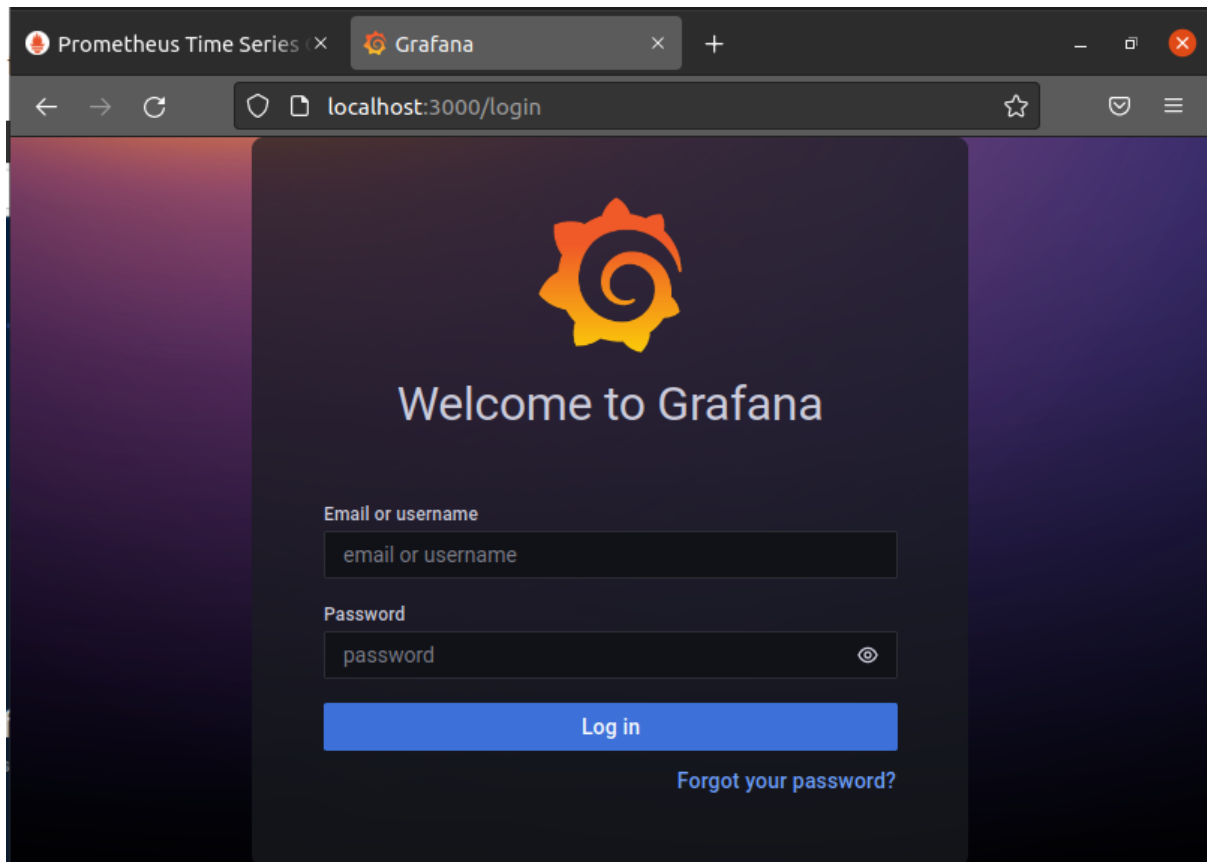 Prometheus Time Series
Grafana
localhost:3000/login
Welcome to Grafana
Email or username
email or username
Password
password
Log in
Forgot your password?